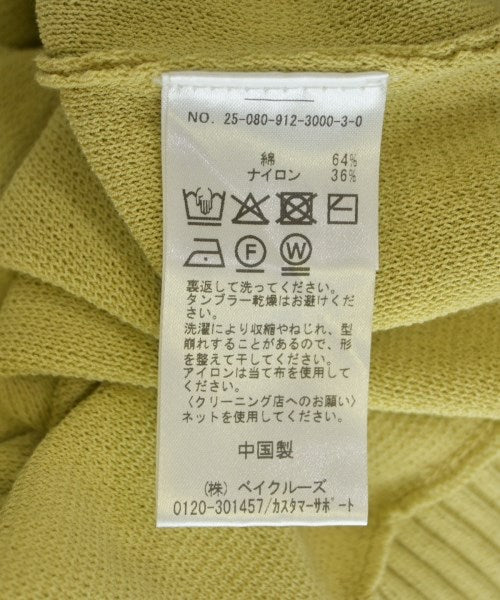 NO. 25-080-912-3000-3-0
綿 64%
ナイロン 36%
F W
裏返して洗ってください。
タンブラー乾燥はお避けくだ
さい。
洗濯により収縮やねじれ、型
崩れすることがあるので、形
を整えて干してください。
アイロンは当て布を使用して
ください。
〈クリーニング店へのお願い〉
ネットを使用してください。
中国製
(株) ベイクルーズ
0120-301457/カスタマーサポート